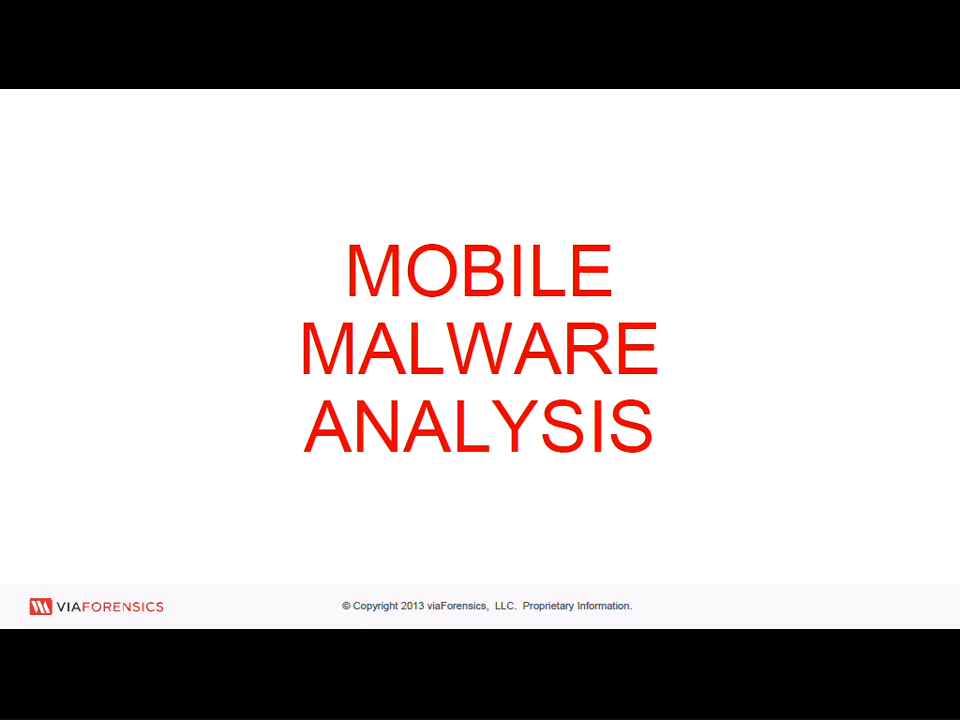 MOBILE
MALWARE
ANALYSIS
VIAFORENSICS
© Copyright 2013 viaForensics, LLC. Proprietary Information.